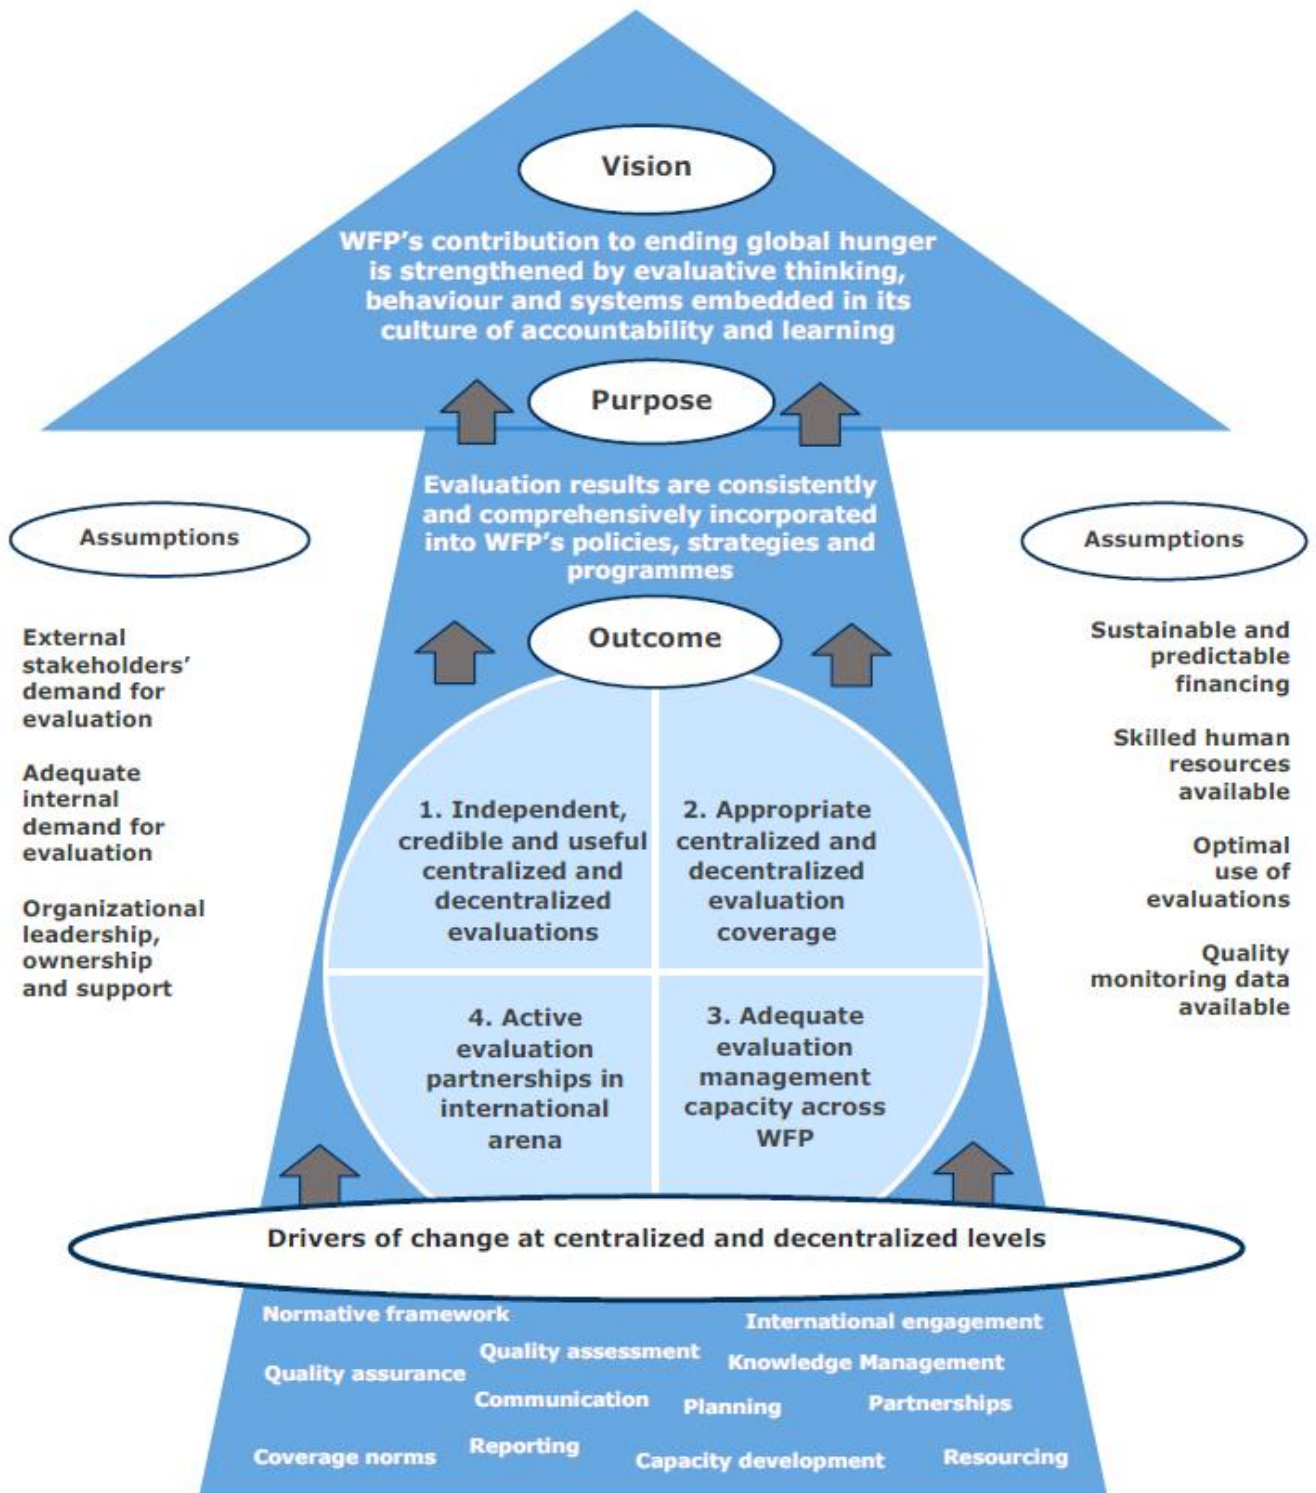 Vision
WFP's contribution to ending global hunger
is strengthened by evaluative thinking,
behaviour and systems embedded in its
culture of accountability and learning
Purpose
Evaluation results are consistently
and comprehensively incorporated
into WFP's policies, strategies and
programmes
Assumptions
External
stakeholders'
demand for
evaluation
Adequate
internal
demand for
evaluation
Organizational
leadership,
ownership
and support
Assumptions
Sustainable and
predictable
financing
Skilled human
resources
available
Optimal
use of
evaluations
Quality
monitoring data
available
Outcome
1. Independent,
credible and useful
centralized and
decentralized
evaluations
2. Appropriate
centralized and
decentralized
evaluation
coverage
4. Active
evaluation
partnerships in
international
arena
3. Adequate
evaluation
management
capacity across
WFP
Drivers of change at centralized and decentralized levels
Normative framework
International engagement
Quality assessment
Knowledge Management
Quality assurance
Communication
Planning
Partnerships
Coverage norms
Reporting
Capacity development
Resourcing